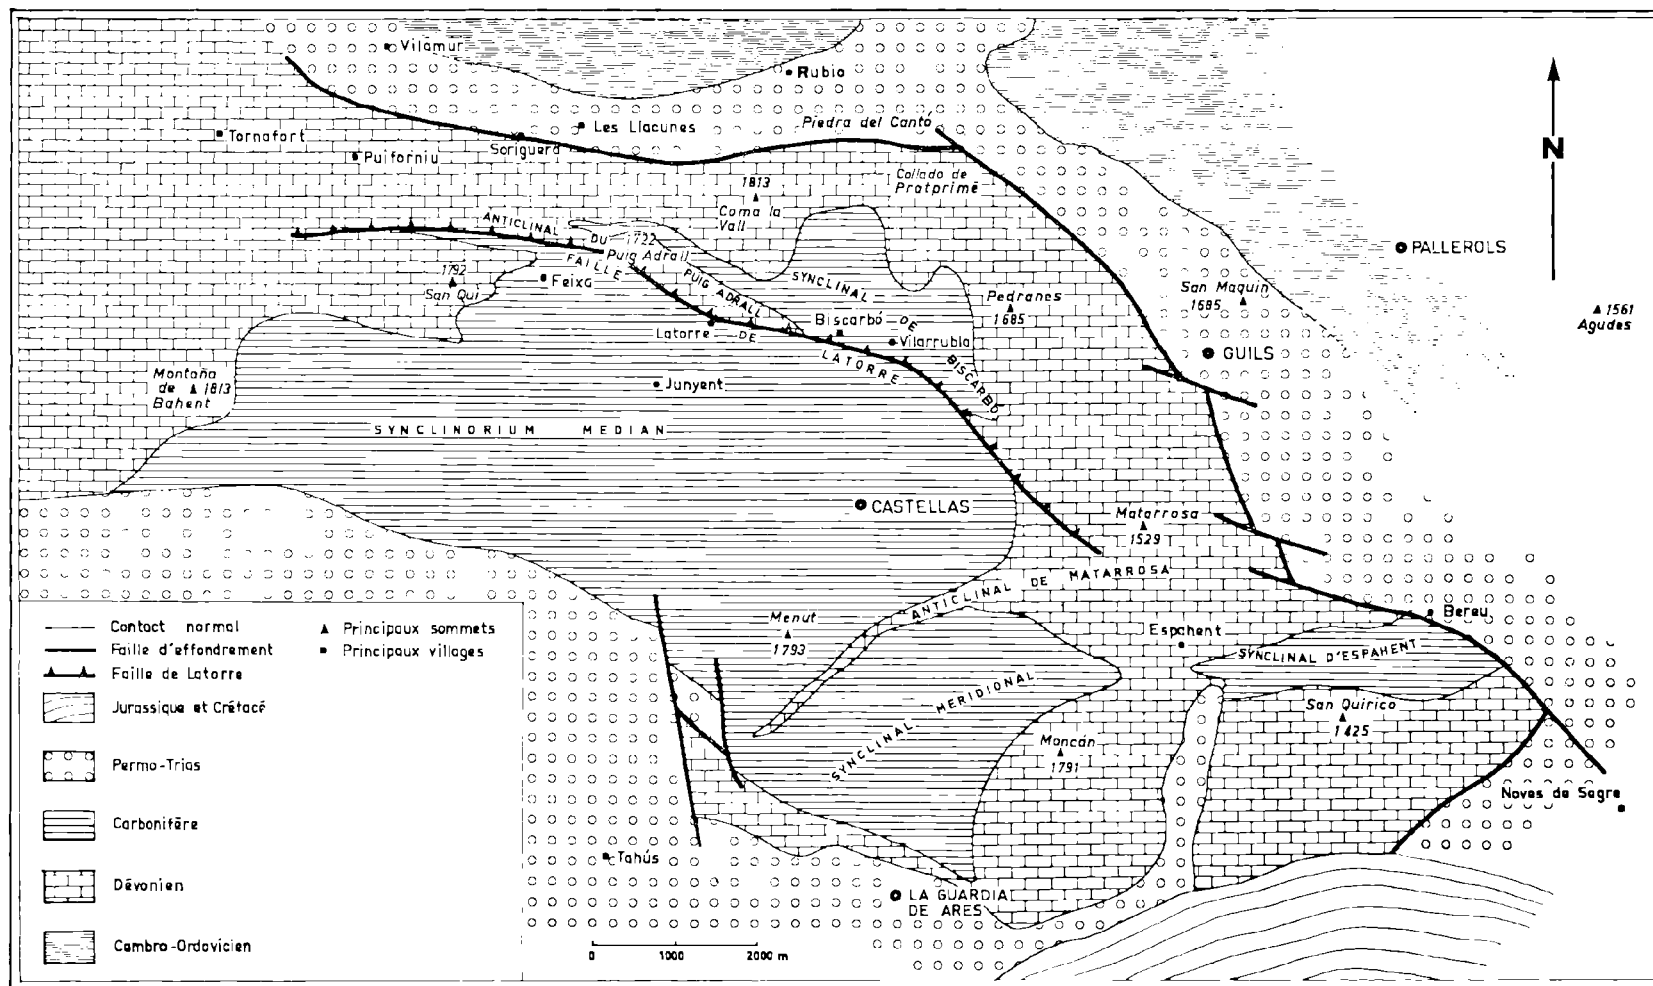 Vilamur
Rubio
Tornafort
Puiforniu
Soriguera
Les Llacunes
Piedra del Cantó
Collado de
Pratprimé
1813
Coma la
Vall
N
PALLEROLS
San Maquin
1685
1561
Agudes
GUILS
ANTICLINAL DU PUIG ADRALL
1722
Puig Adrall
FAILLE DE LATORRE
1792
San Qui
Feixa
SYNCLINAL DE BISCARBÓ
Pedranes
1685
Latorre
Biscarbó
Vilarrubla
Montaña
de 1813
Bahent
Junyent
SYNCLINORIUM MEDIAN
CASTELLAS
Matarrosa
1529
ANTICLINAL DE MATARROSA
Menut
1793
Espahent
Bereu
SYNCLINAL D'ESPAHENT
SYNCLINAL MERIDIONAL
San Quirico
1425
Moncán
1791
Noves de Segre
Tahús
LA GUARDIA
DE ARES
0 1000 2000 m
Contact normal
Faille d'effondrement
Faille de Latorre
Principaux sommets
Principaux villages
Jurassique et Crétacé
Permo-Trias
Carbonifère
Dévonien
Cambro-Ordovicien